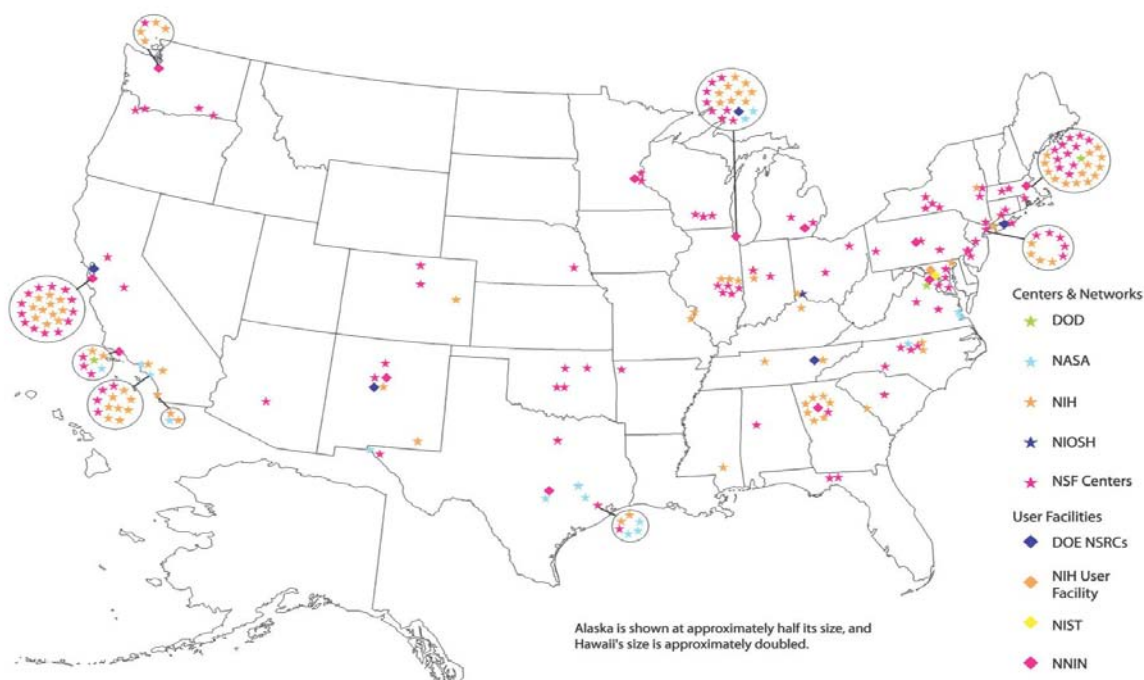 Centers & Networks
DOD
NASA
NIH
NIOSH
NSF Centers
User Facilities
DOE NSRCs
NIH User
Facility
NIST
NNIN
Alaska is shown at approximately half its size, and
Hawaii's size is approximately doubled.